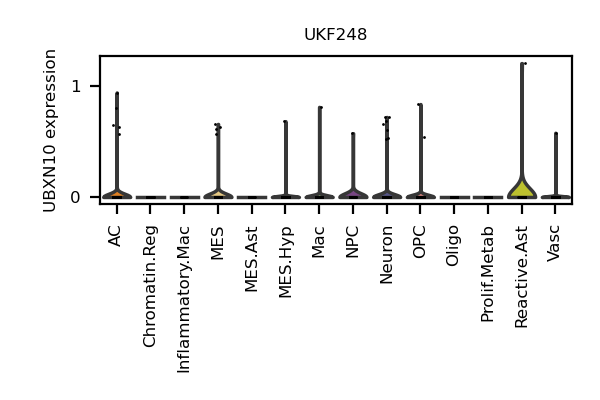 UKF248
UBXN10 expression
1
0
AC
Chromatin.Reg
Inflammatory.Mac
MES
MES.Ast
MES.Hyp
Mac
NPC
Neuron
OPC
Oligo
Prolif.Metab
Reactive.Ast
Vasc